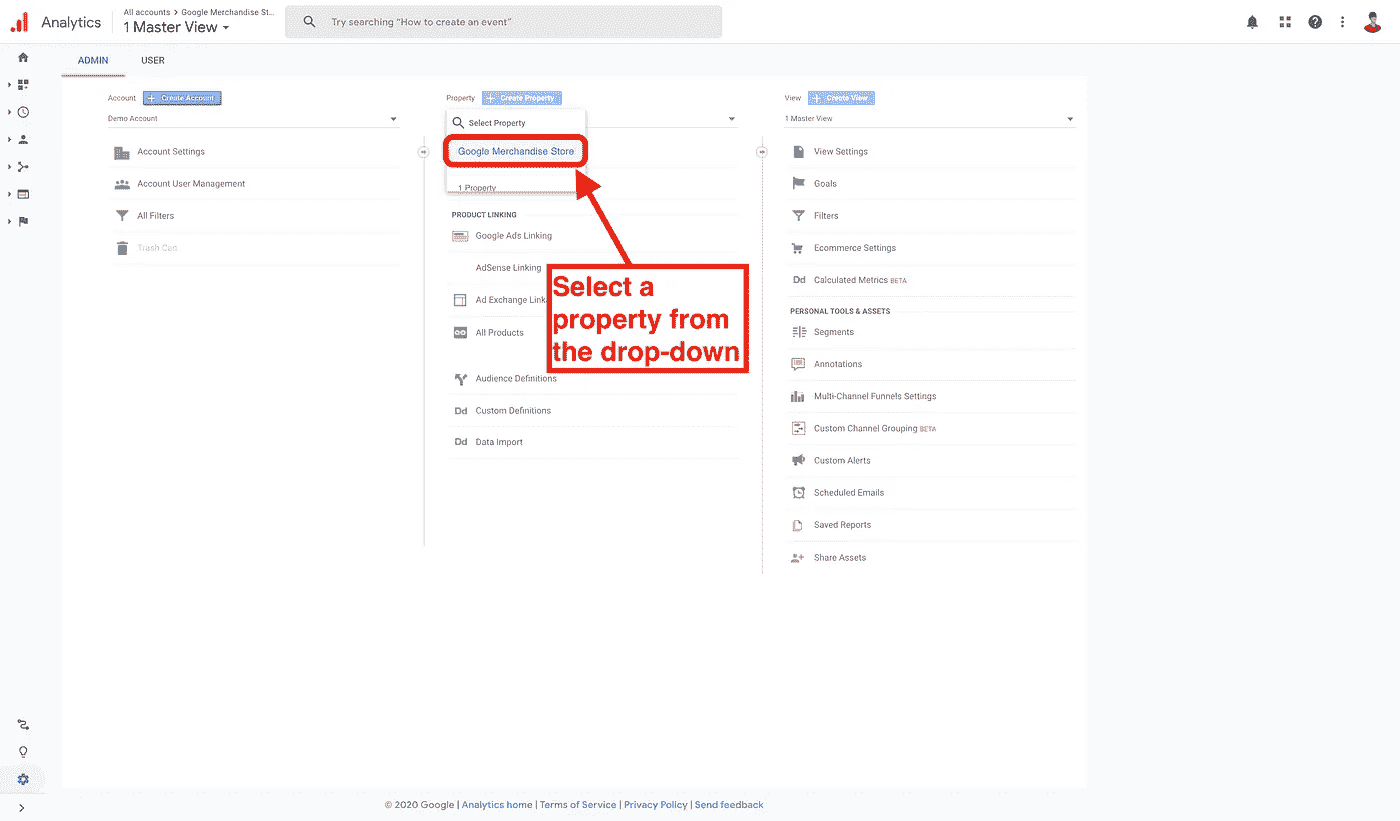 Analytics
All accounts > Google Merchandise St...
1 Master View
Try searching "How to create an event"
ADMIN
USER
Account
+ Create Account
Demo Account
Account Settings
Account User Management
All Filters
Trash Can
Property
+ Create Property
Select Property
Google Merchandise Store
1 Property
PRODUCT LINKING
Google Ads Linking
AdSense Linking
Ad Exchange Link
All Products
Audience Definitions
Dd Custom Definitions
Dd Data Import
Select a
property from
the drop-down
View
+ Create View
1 Master View
View Settings
Goals
Filters
Ecommerce Settings
Dd Calculated Metrics BETA
PERSONAL TOOLS & ASSETS
Segments
Annotations
Multi-Channel Funnels Settings
Custom Channel Grouping BETA
Custom Alerts
Scheduled Emails
Saved Reports
Share Assets
© 2020 Google | Analytics home | Terms of Service | Privacy Policy | Send feedback